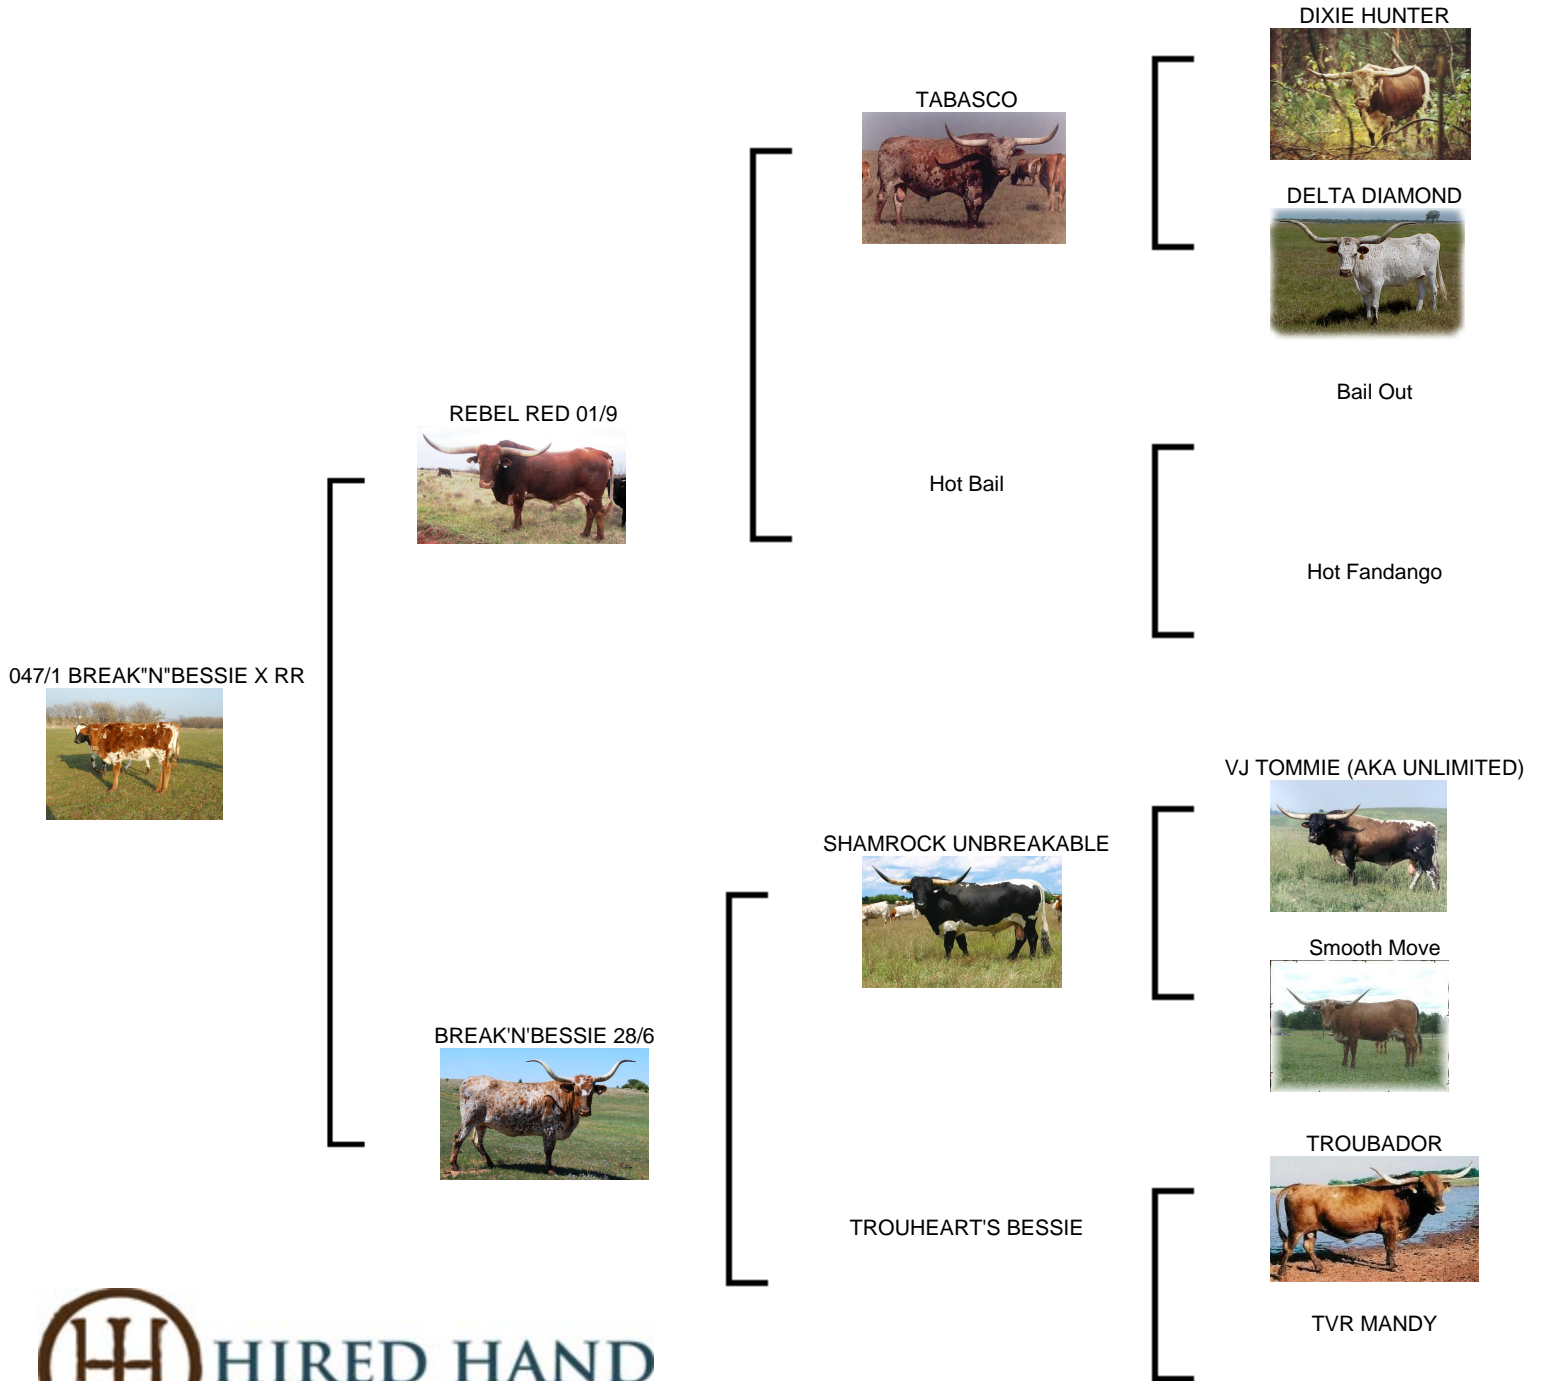 DIXIE HUNTER
TABASCO
DELTA DIAMOND
Bail Out
REBEL RED 01/9
Hot Bail
Hot Fandango
047/1 BREAK"N"BESSIE X RR
VJ TOMMIE (AKA UNLIMITED)
SHAMROCK UNBREAKABLE
Smooth Move
BREAK'N'BESSIE 28/6
TROUBADOR
TROUHEART'S BESSIE
TVR MANDY
HIRED HAND